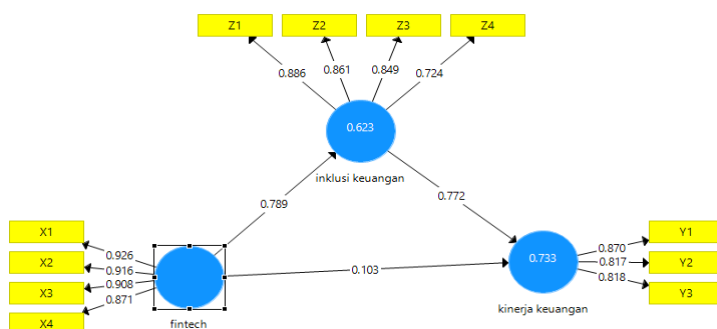 Z1
Z2
Z3
Z4
0.886
0.861
0.849
0.724
0.623
inklusi keuangan
0.789
0.772
X1
X2
X3
X4
0.926
0.916
0.908
0.871
fintech
0.103
0.733
kinerja keuangan
0.870
0.817
0.818
Y1
Y2
Y3